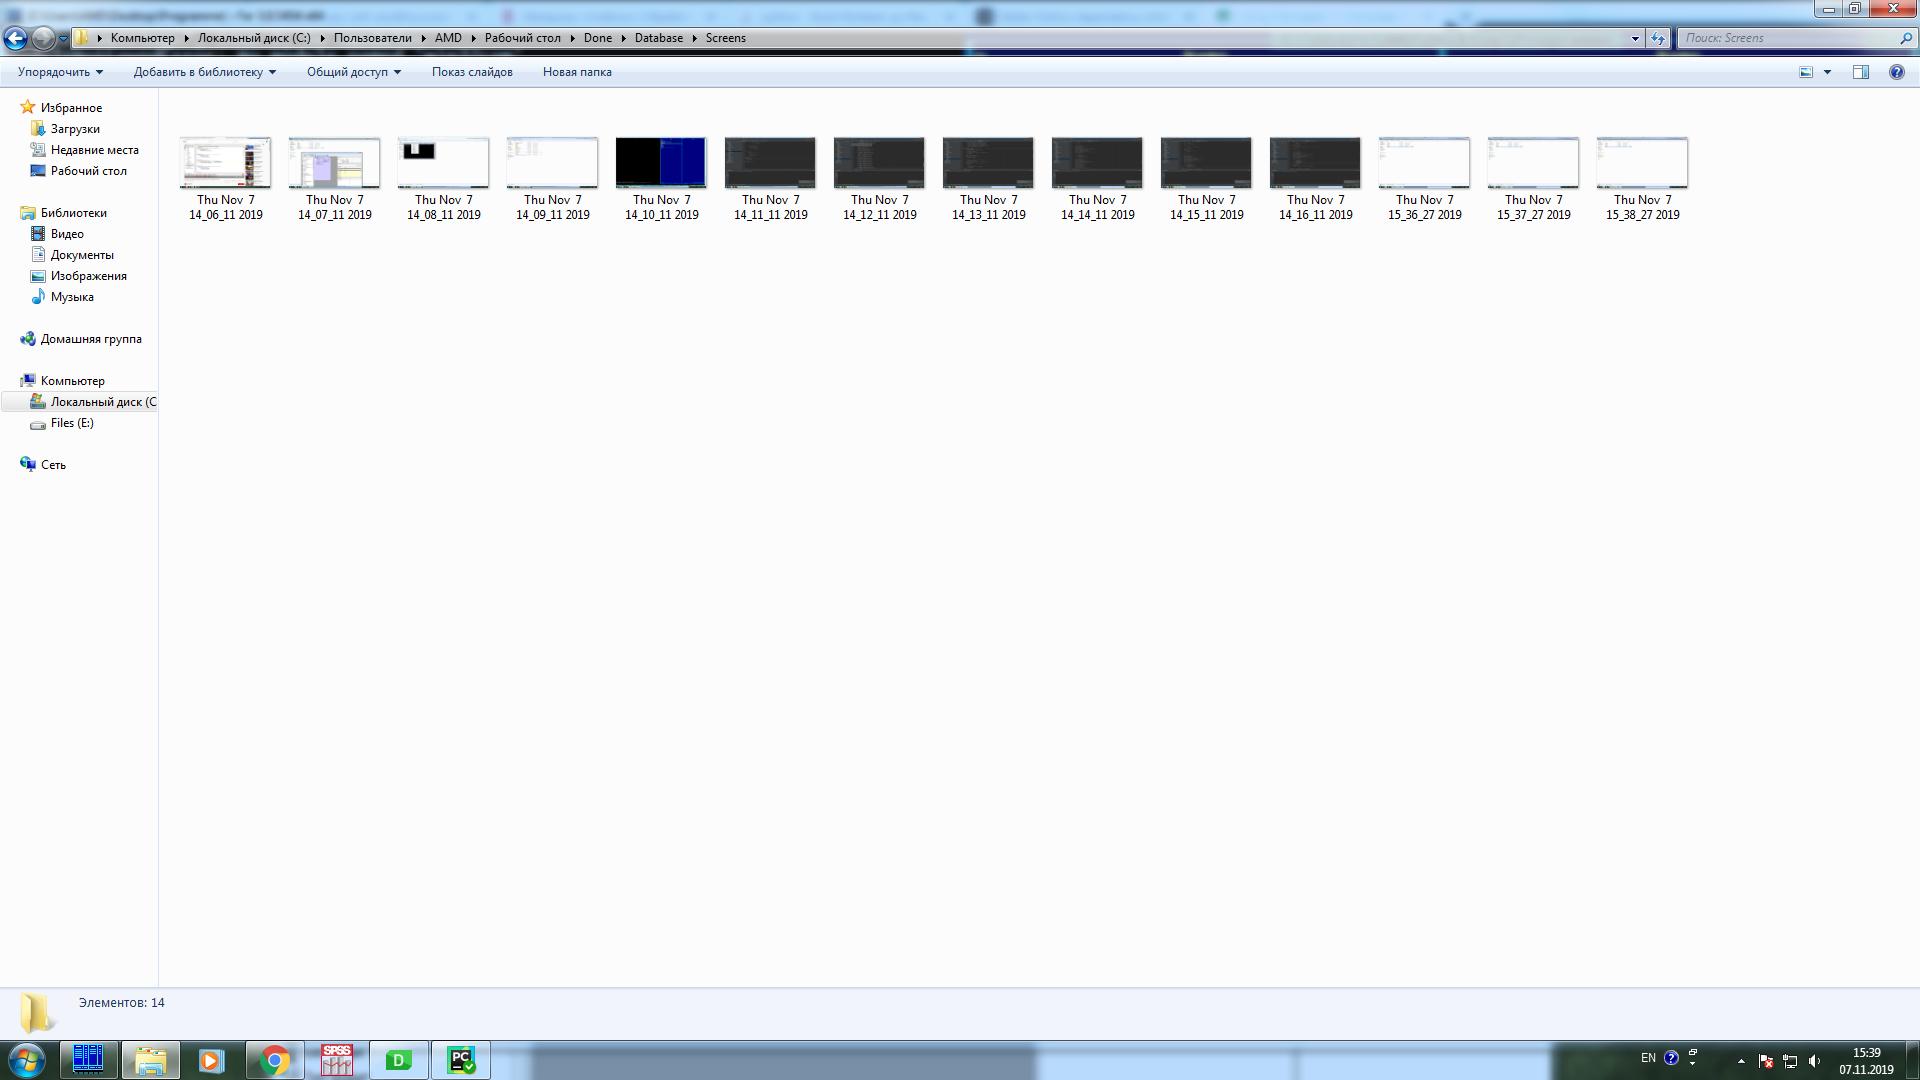 Компьютер
Локальный диск (C:)
Пользователи
AMD
Рабочий стол
Done
Database
Screens
Поиск: Screens
Упорядочить
Добавить в библиотеку
Общий доступ
Показ слайдов
Новая папка
Избранное
Загрузки
Недавние места
Рабочий стол
Библиотеки
Видео
Документы
Изображения
Музыка
Домашняя группа
Компьютер
Локальный диск (C
Files (E:)
Сеть
Thu Nov 7
14_06_11 2019
Thu Nov 7
14_07_11 2019
Thu Nov 7
14_08_11 2019
Thu Nov 7
14_09_11 2019
Thu Nov 7
14_10_11 2019
Thu Nov 7
14_11_11 2019
Thu Nov 7
14_12_11 2019
Thu Nov 7
14_13_11 2019
Thu Nov 7
14_14_11 2019
Thu Nov 7
14_15_11 2019
Thu Nov 7
14_16_11 2019
Thu Nov 7
15_36_27 2019
Thu Nov 7
15_37_27 2019
Thu Nov 7
15_38_27 2019
Элементов: 14
SPSS
D
PC
EN
15:39
07.11.2019